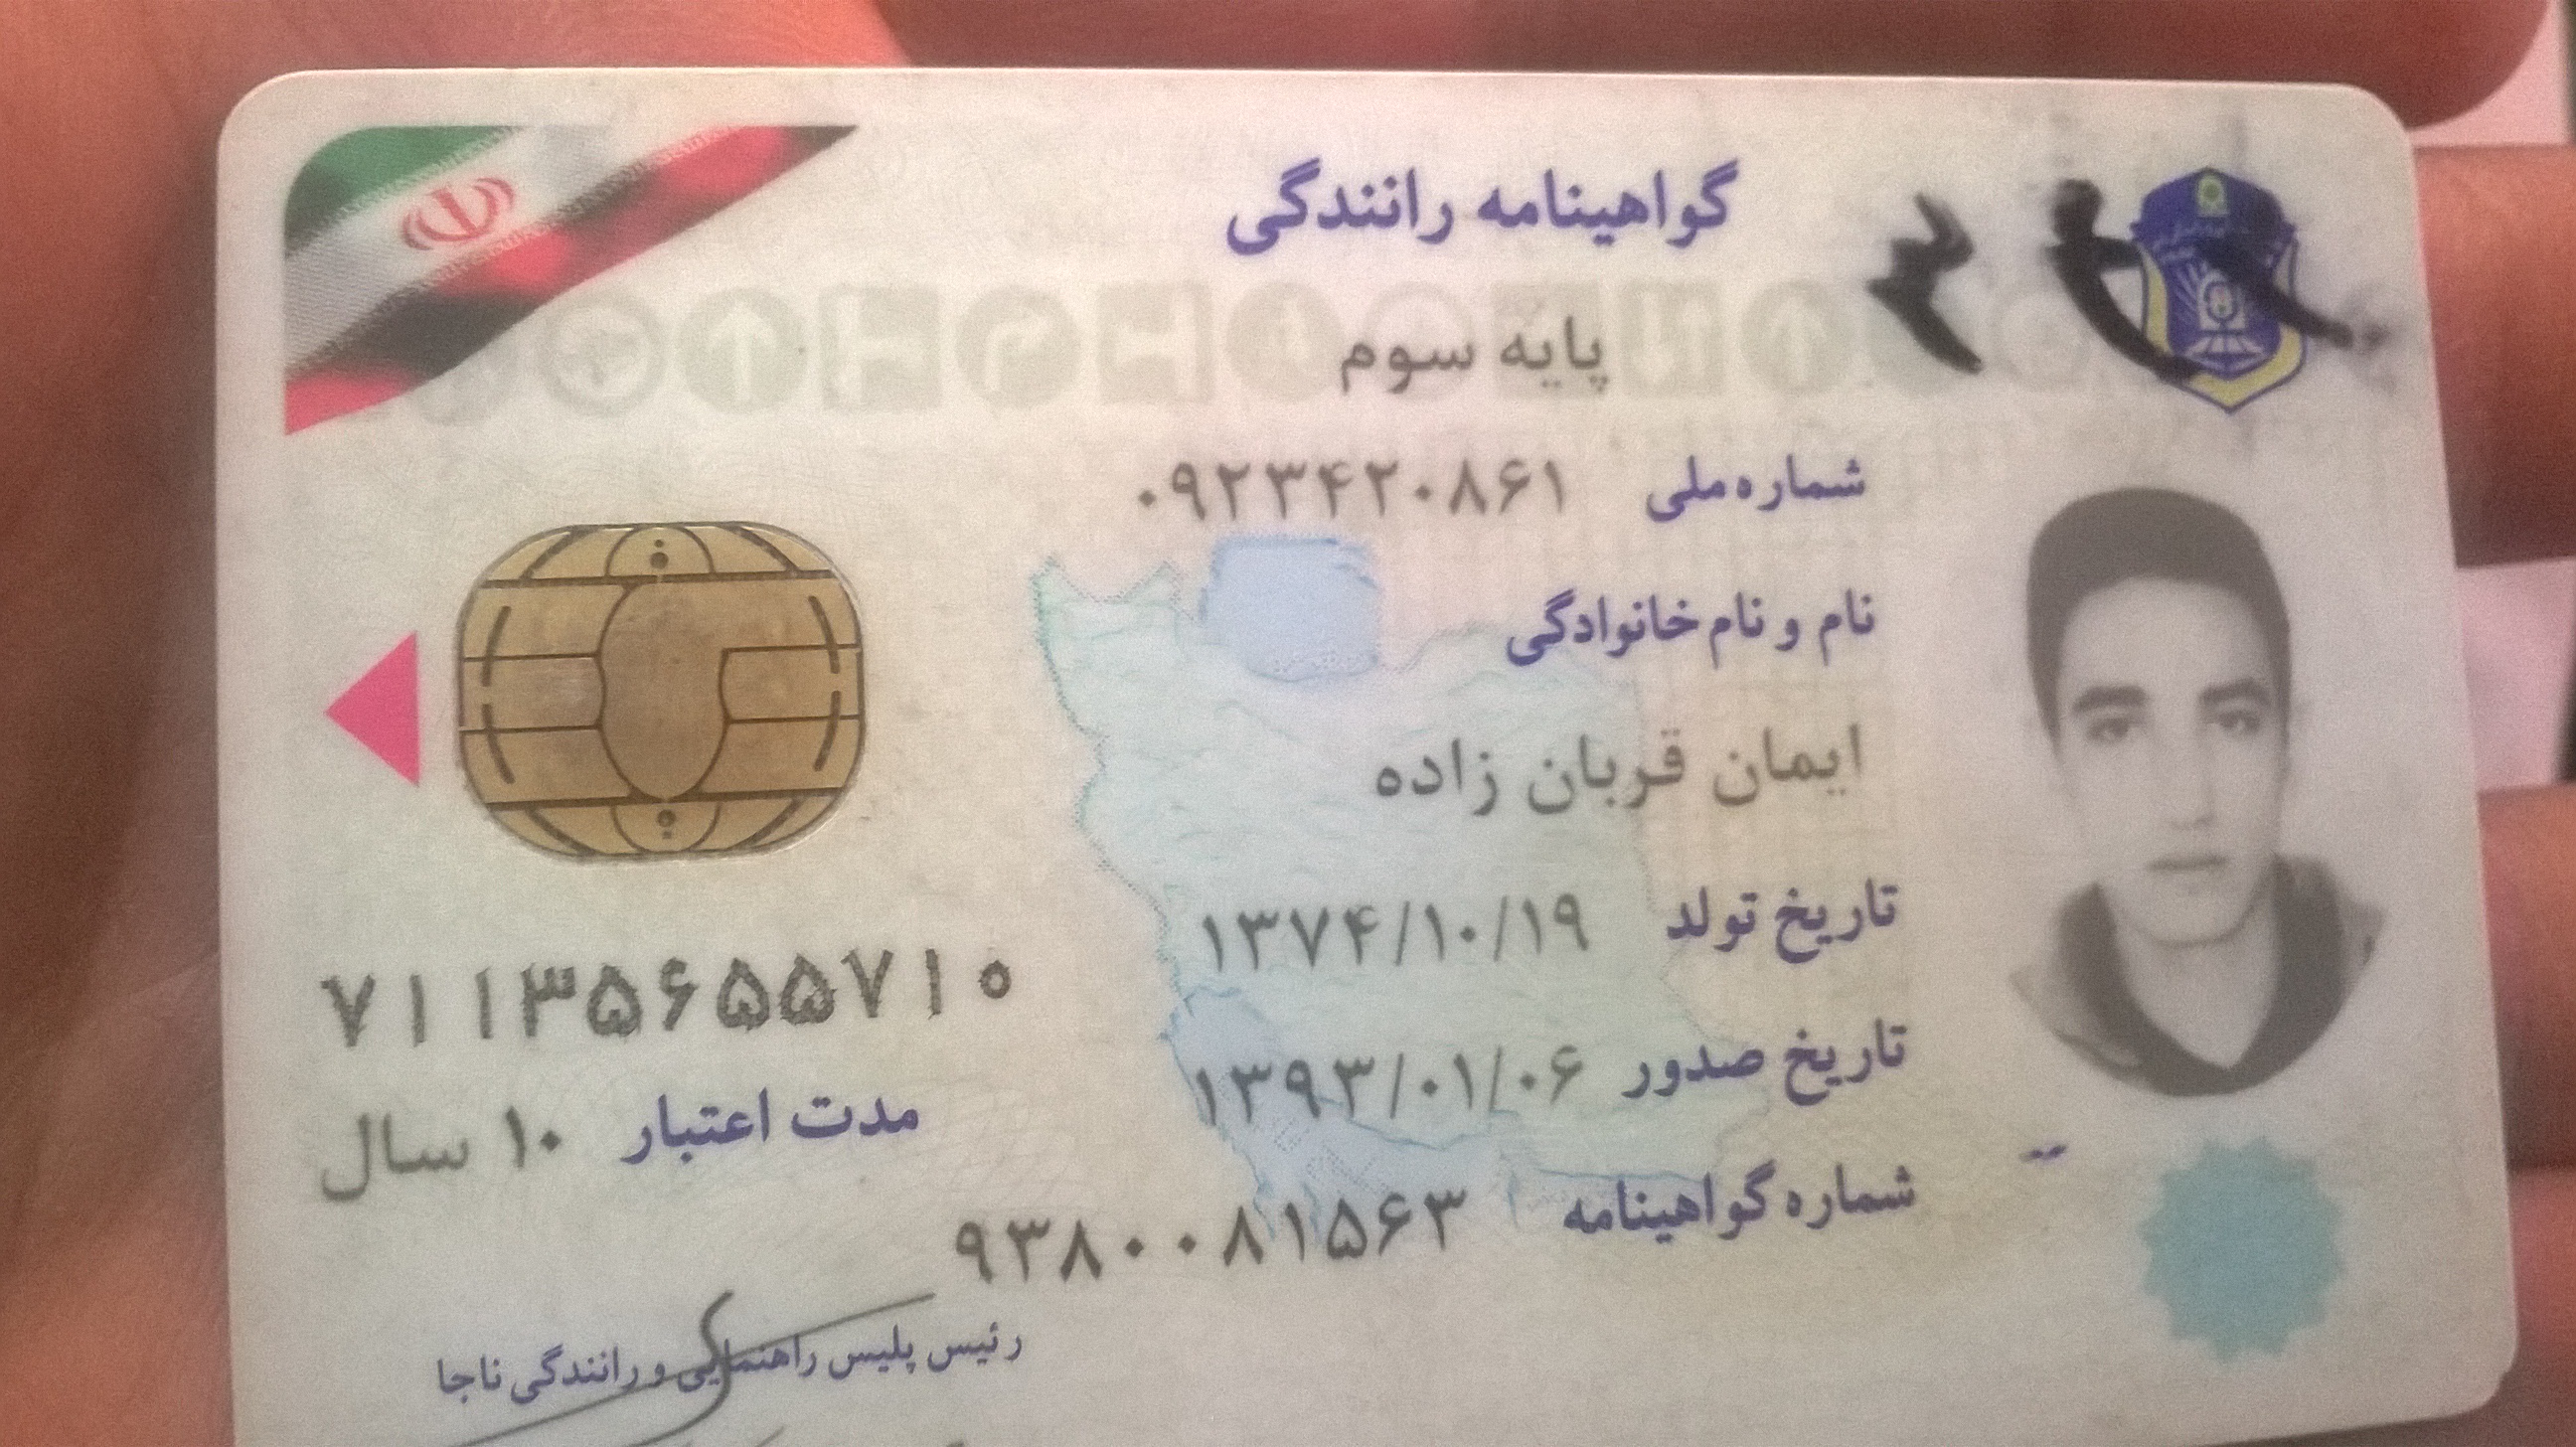 گواهینامه رانندگی
پایه سوم
شماره ملی ۰۹۲۳۴۲۰۸۶۱
نام و نام خانوادگی
ایمان قربان زاده
تاریخ تولد ۱۳۷۴/۱۰/۱۹
تاریخ صدور ۱۳۹۳/۰۱/۰۶
شماره گواهینامه ۹۳۸۰۰۸۱۵۶۳
۷۱۱۳۵۶۵۵۷۱۰
مدت اعتبار ۱۰ سال
رئیس پلیس راهنمایی و رانندگی ناجا